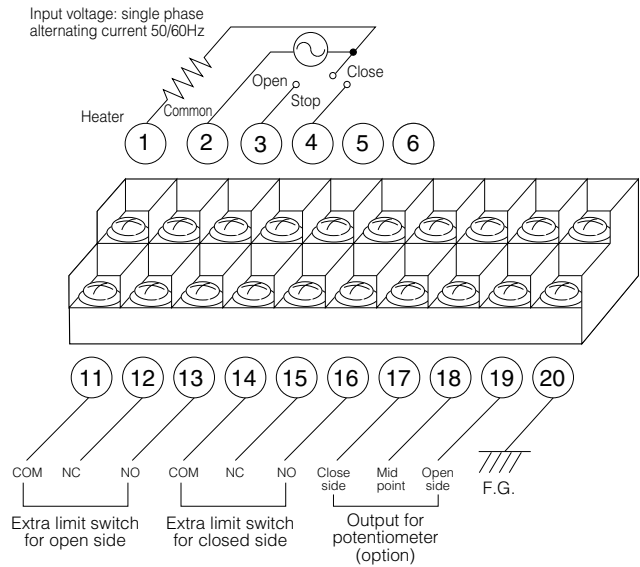 Input voltage: single phase
alternating current 50/60Hz
Close
Open
Stop
Heater
Common
1 2 3 4 5 6
11 12 13 14 15 16 17 18 19 20
COM NC NO COM NC NO Close side Mid point Open side
F.G.
Extra limit switch
for open side
Extra limit switch
for closed side
Output for
potentiometer
(option)